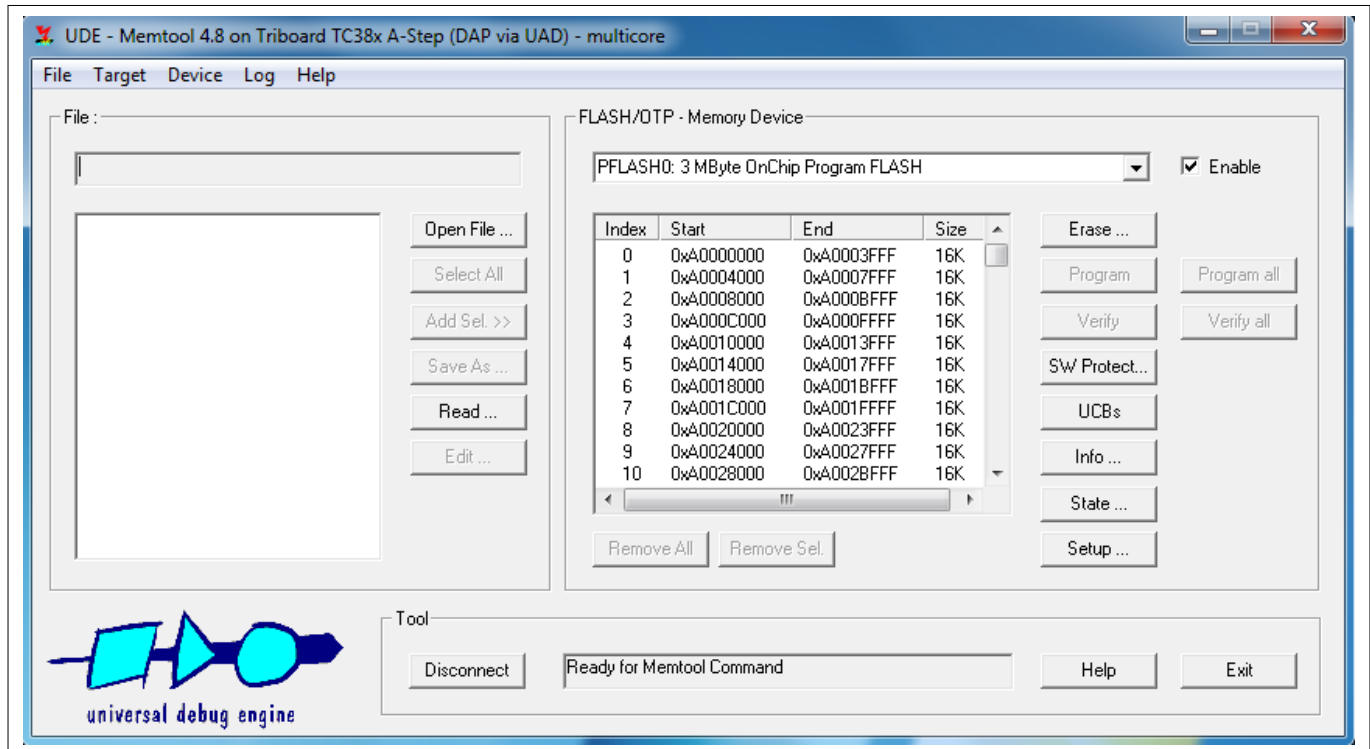 UDE - Memtool 4.8 on Triboard TC38x A-Step (DAP via UAD) - multicore
File Target Device Log Help
File :
Open File ...
Select All
Add Sel. >>
Save As ...
Read ...
Edit ...
FLASH/OTP - Memory Device
PFLASH0: 3 MByte OnChip Program FLASH
Enable
Index Start End Size
0 0xA0000000 0xA0003FFF 16K
1 0xA0004000 0xA0007FFF 16K
2 0xA0008000 0xA000BFFF 16K
3 0xA000C000 0xA000FFFF 16K
4 0xA0010000 0xA0013FFF 16K
5 0xA0014000 0xA0017FFF 16K
6 0xA0018000 0xA001BFFF 16K
7 0xA001C000 0xA001FFFF 16K
8 0xA0020000 0xA0023FFF 16K
9 0xA0024000 0xA0027FFF 16K
10 0xA0028000 0xA002BFFF 16K
Erase ...
Program
Program all
Verify
Verify all
SW Protect...
UCBs
Info ...
State ...
Setup ...
Remove All
Remove Sel.
universal debug engine
Tool
Disconnect
Ready for Memtool Command
Help
Exit